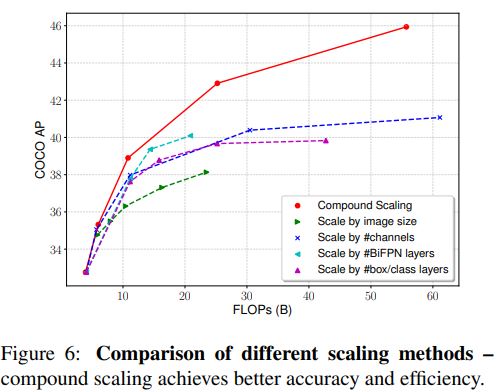 46
44
42
40
38
36
34
COCO AP
10
20
30
40
50
60
FLOPs (B)
Compound Scaling
Scale by image size
Scale by #channels
Scale by #BiFPN layers
Scale by #box/class layers
Figure 6: Comparison of different scaling methods –
compound scaling achieves better accuracy and efficiency.